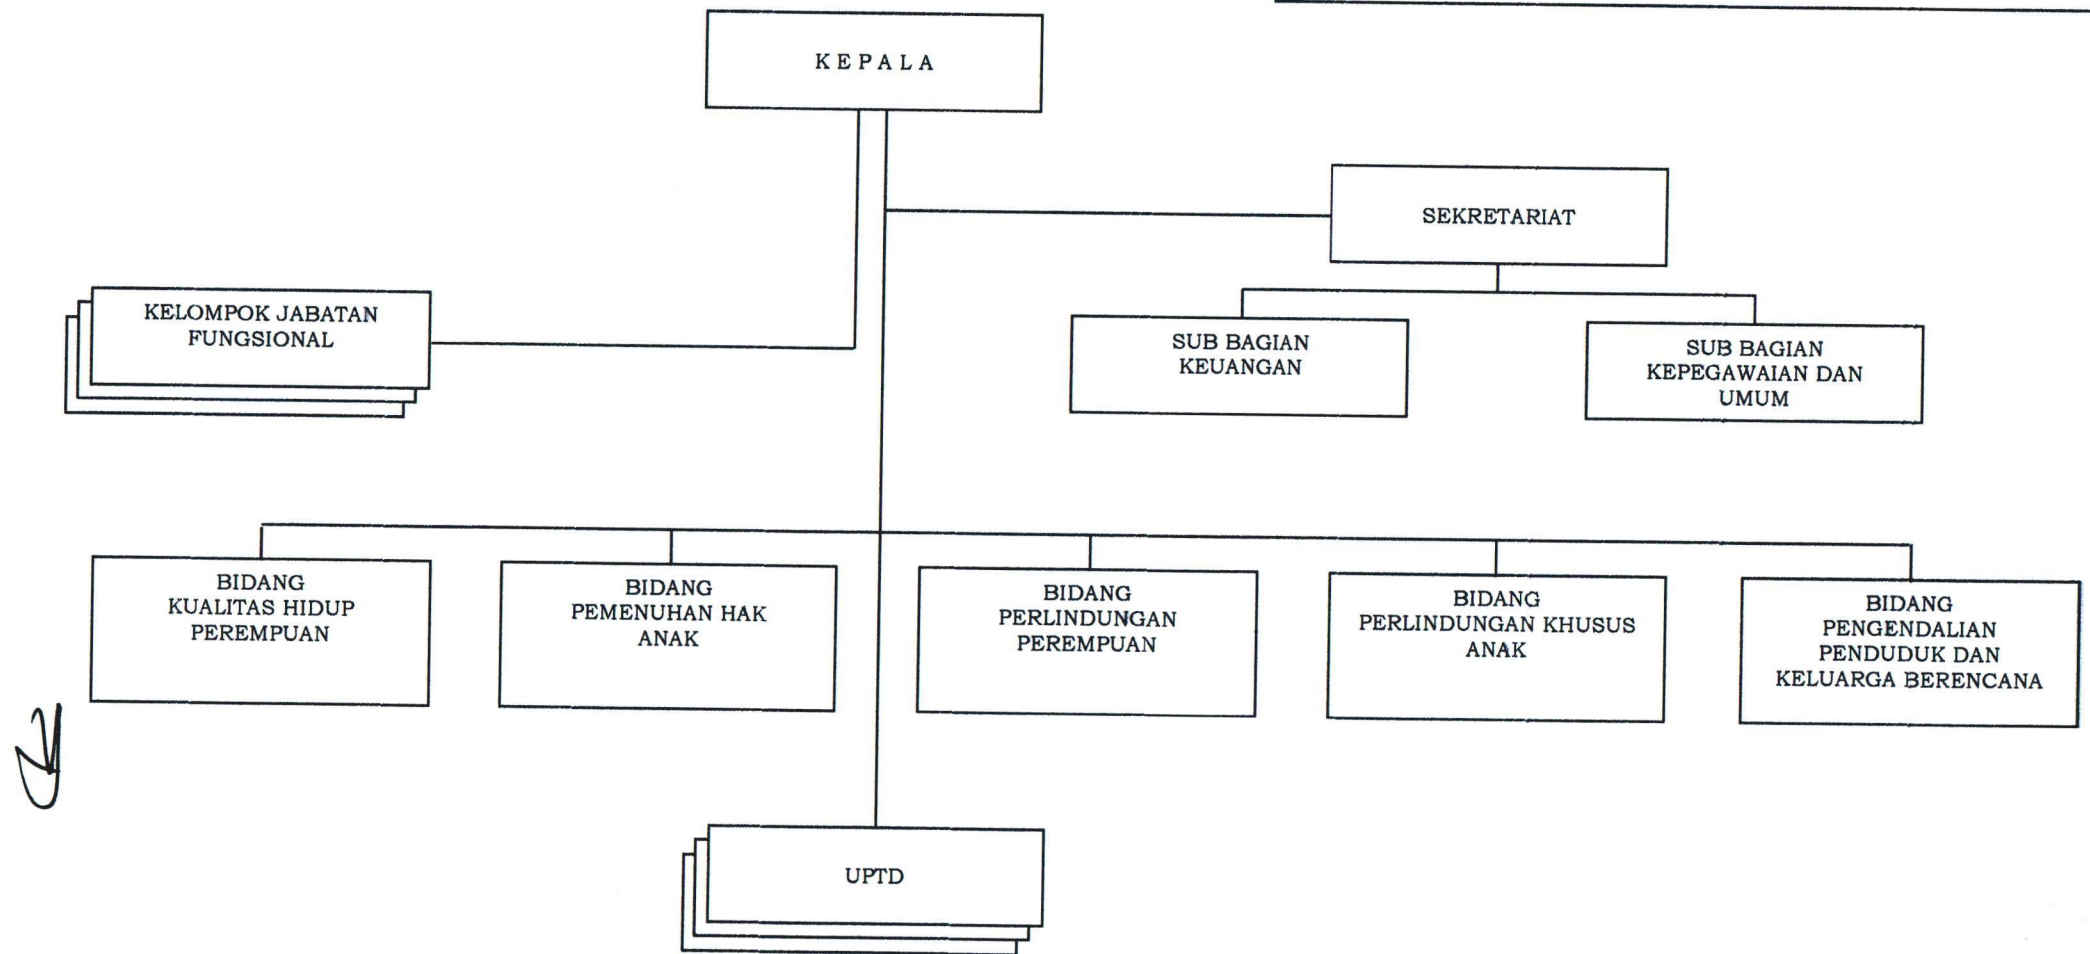 K E P A L A
SEKRETARIAT
KELOMPOK JABATAN
FUNGSIONAL
SUB BAGIAN
KEUANGAN
SUB BAGIAN
KEPEGAWAIAN DAN
UMUM
BIDANG
KUALITAS HIDUP
PEREMPUAN
BIDANG
PEMENUHAN HAK
ANAK
BIDANG
PERLINDUNGAN
PEREMPUAN
BIDANG
PERLINDUNGAN KHUSUS
ANAK
BIDANG
PENGENDALIAN
PENDUDUK DAN
KELUARGA BERENCANA
UPTD